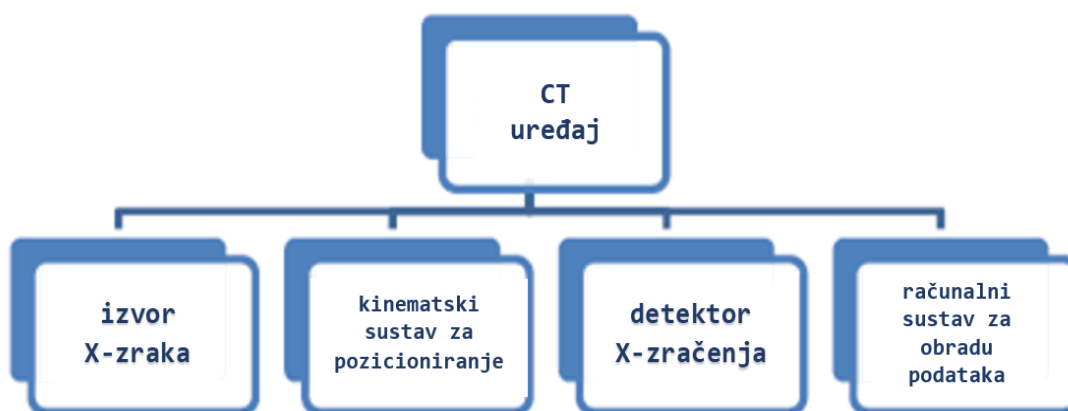 CT
uređaj
izvor
X-zraka
kinematski
sustav za
pozicioniranje
detektor
X-zračenja
računalni
sustav za
obradu
podataka